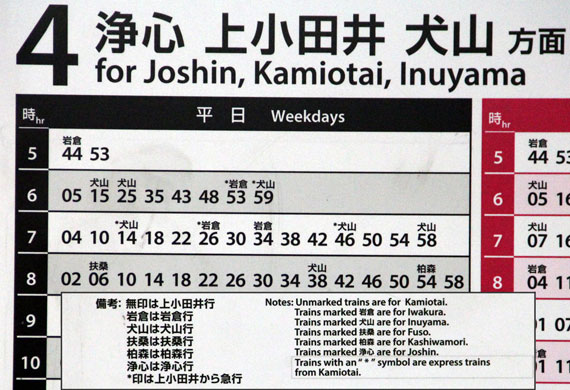 4 浄心 上小田井 犬山 方面
for Joshin, Kamiotai, Inuyama
時hr 平日 Weekdays 時hr
岩倉 岩倉
5 44 53 5 44
犬山 犬山 *岩倉 *犬山 犬山
6 05 15 25 35 43 48 53 59 6 05 16
*犬山 *岩倉 岩倉 *犬山 犬山
7 04 10 14 18 22 26 30 34 38 42 46 50 54 58 7 07 16
扶桑 犬山 柏森 岩倉
8 02 06 10 14 18 22 26 30 34 38 42 46 50 54 58 8 04 11
9
10
備考: 無印は上小田井行
岩倉は岩倉行
犬山は犬山行
扶桑は扶桑行
柏森は柏森行
浄心は浄心行
*印は上小田井から急行
Notes: Unmarked trains are for Kamiotai.
Trains marked 岩倉 are for Iwakura.
Trains marked 犬山 are for Inuyama.
Trains marked 扶桑 are for Fuso.
Trains marked 柏森 are for Kashiwamori.
Trains marked 浄心 are for Joshin.
Trains with an "*" symbol are express trains
from Kamiotai.